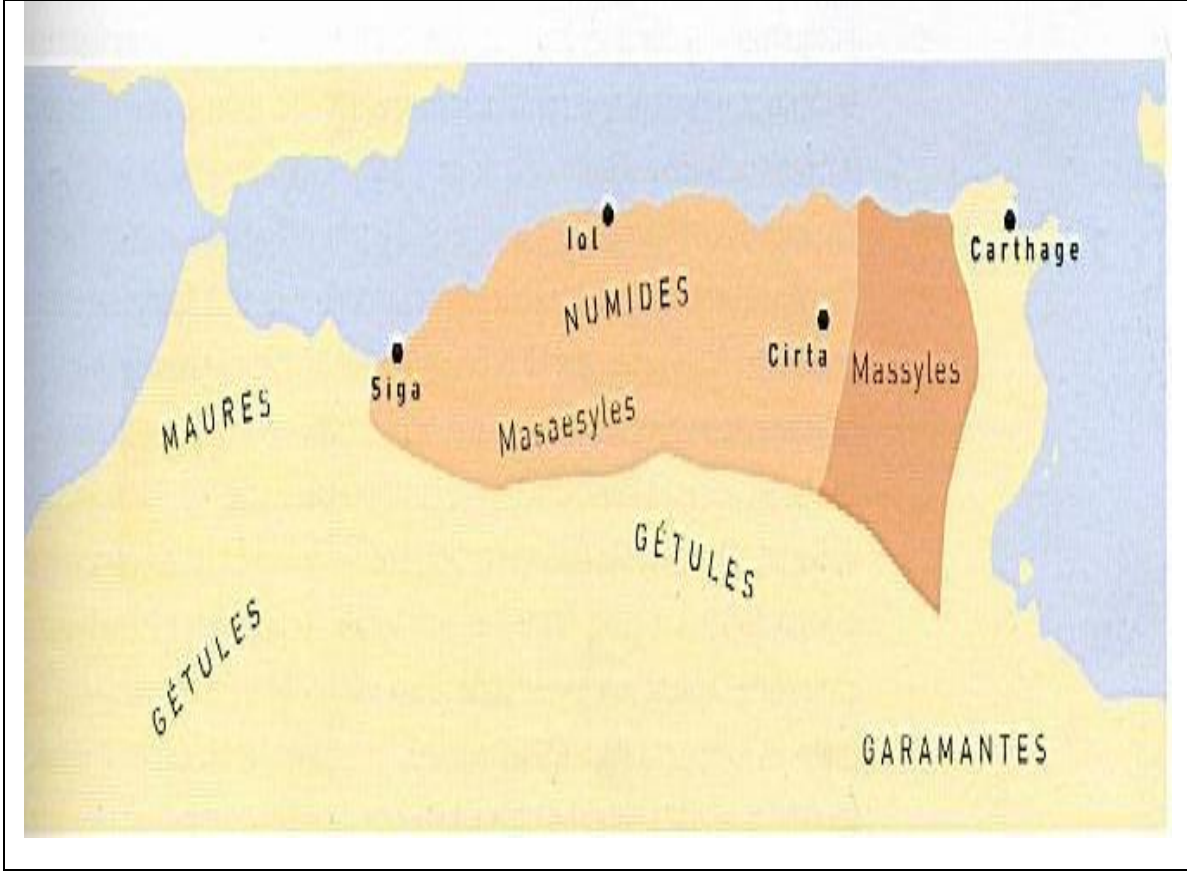 Iol
Carthage
NUMIDES
Cirta
Massyles
Siga
MAURES
Masaesyles
GÉTULES
GÉTULES
GARAMANTES